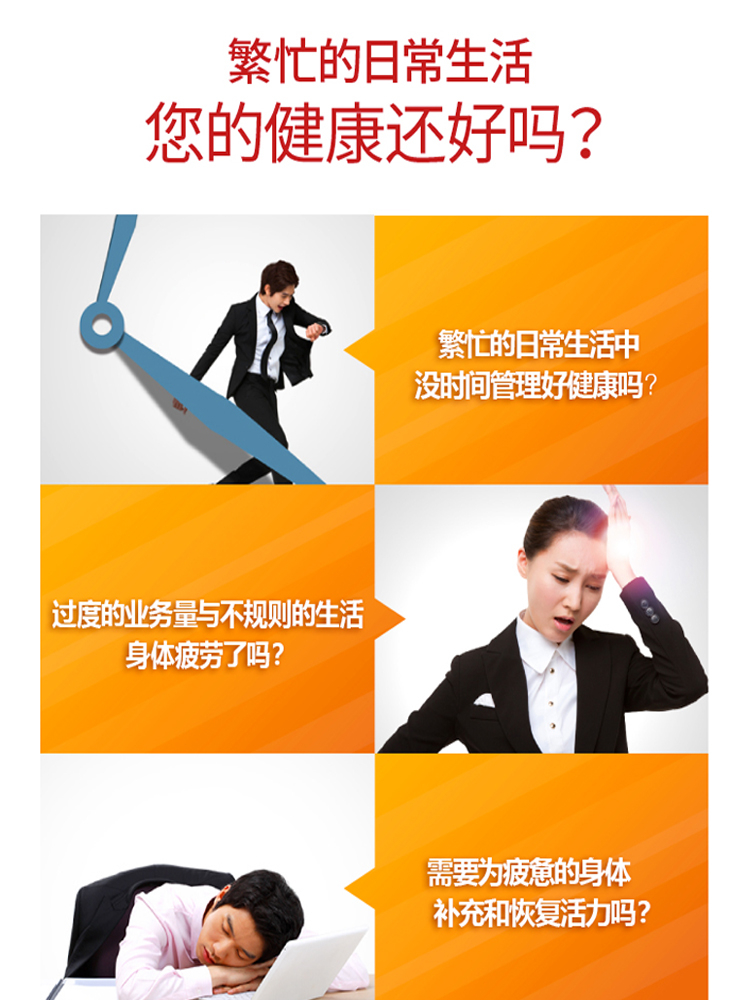 繁忙的日常生活
您的健康还好吗？
繁忙的日常生活中
没时间管理好健康吗？
过度的业务量与不规则的生活
身体疲劳了吗？
需要为疲惫的身体
补充和恢复活力吗？